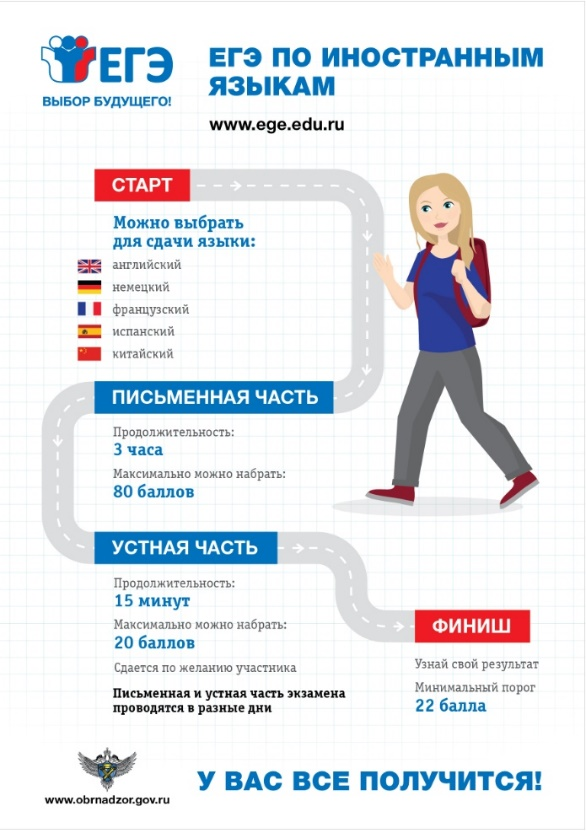 ЕГЭ
ВЫБОР БУДУЩЕГО!
ЕГЭ ПО ИНОСТРАННЫМ
ЯЗЫКАМ
www.ege.edu.ru
СТАРТ
Можно выбрать
для сдачи языки:
английский
немецкий
французский
испанский
китайский
ПИСЬМЕННАЯ ЧАСТЬ
Продолжительность:
3 часа
Максимально можно набрать:
80 баллов
УСТНАЯ ЧАСТЬ
Продолжительность:
15 минут
Максимально можно набрать:
20 баллов
Сдается по желанию участника
Письменная и устная часть экзамена
проводятся в разные дни
ФИНИШ
Узнай свой результат
Минимальный порог
22 балла
www.obrnadzor.gov.ru
У ВАС ВСЕ ПОЛУЧИТСЯ!